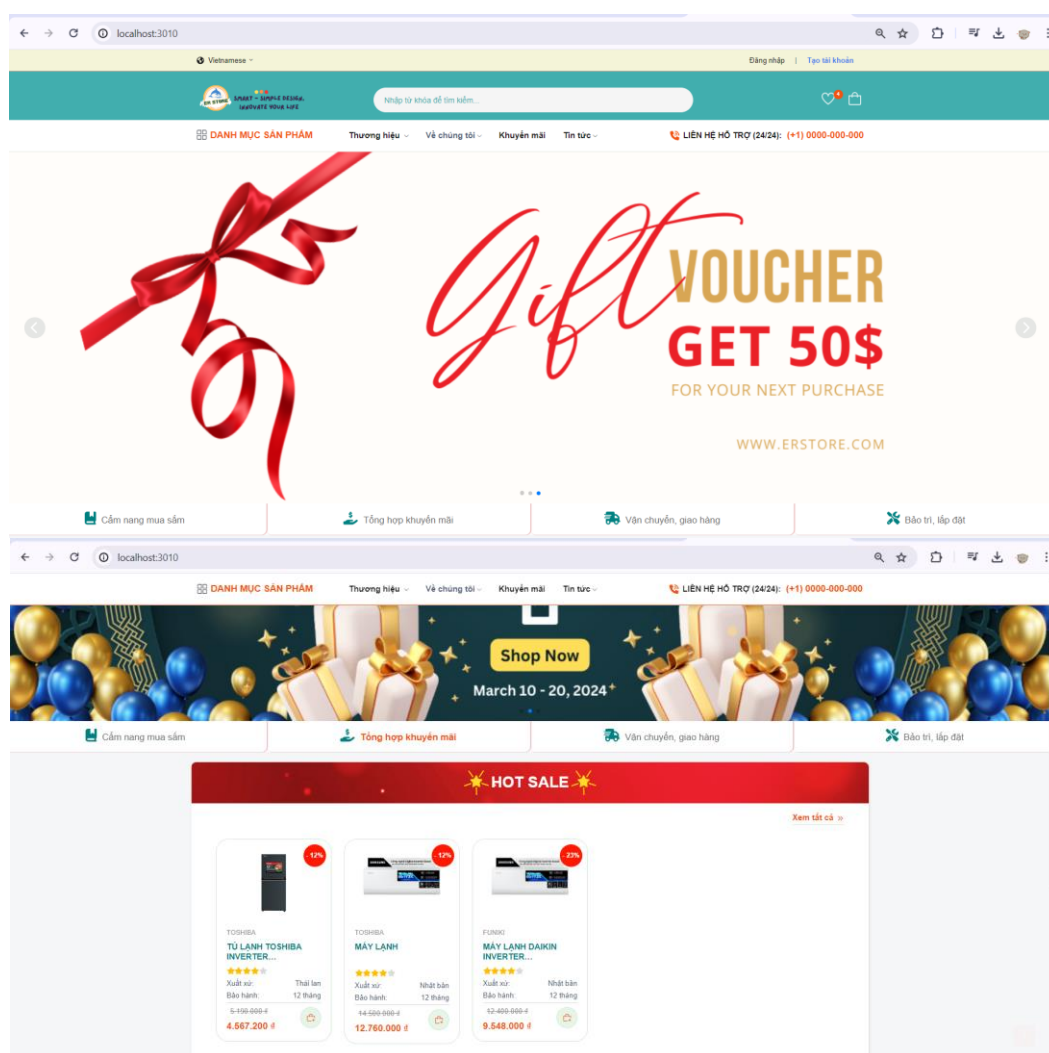 localhost:3010
Vietnamese
Đăng nhập | Tạo tài khoản
ER STORE
SMART - SIMPLE DESIGN,
INNOVATE YOUR LIFE
Nhập từ khóa để tìm kiếm...
DANH MỤC SẢN PHẨM Thương hiệu Về chúng tôi Khuyến mãi Tin tức LIÊN HỆ HỖ TRỢ (24/24): (+1) 0000-000-000
Gift
VOUCHER
GET 50$
FOR YOUR NEXT PURCHASE
WWW.ERSTORE.COM
Cẩm nang mua sắm Tổng hợp khuyến mãi Vận chuyển, giao hàng Bảo trì, lắp đặt
localhost:3010
DANH MỤC SẢN PHẨM Thương hiệu Về chúng tôi Khuyến mãi Tin tức LIÊN HỆ HỖ TRỢ (24/24): (+1) 0000-000-000
Shop Now
March 10 - 20, 2024
Cẩm nang mua sắm Tổng hợp khuyến mãi Vận chuyển, giao hàng Bảo trì, lắp đặt
HOT SALE
Xem tất cả »
- 12%
TOSHIBA
TỦ LẠNH TOSHIBA
INVERTER...
Xuất xứ: Thái lan
Bảo hành: 12 tháng
5.190.000 đ
4.567.200 đ
- 12%
TOSHIBA
MÁY LẠNH
Xuất xứ: Nhật bản
Bảo hành: 12 tháng
14.500.000 đ
12.760.000 đ
- 23%
FUNIKI
MÁY LẠNH DAIKIN
INVERTER...
Xuất xứ: Nhật bản
Bảo hành: 12 tháng
12.400.000 đ
9.548.000 đ